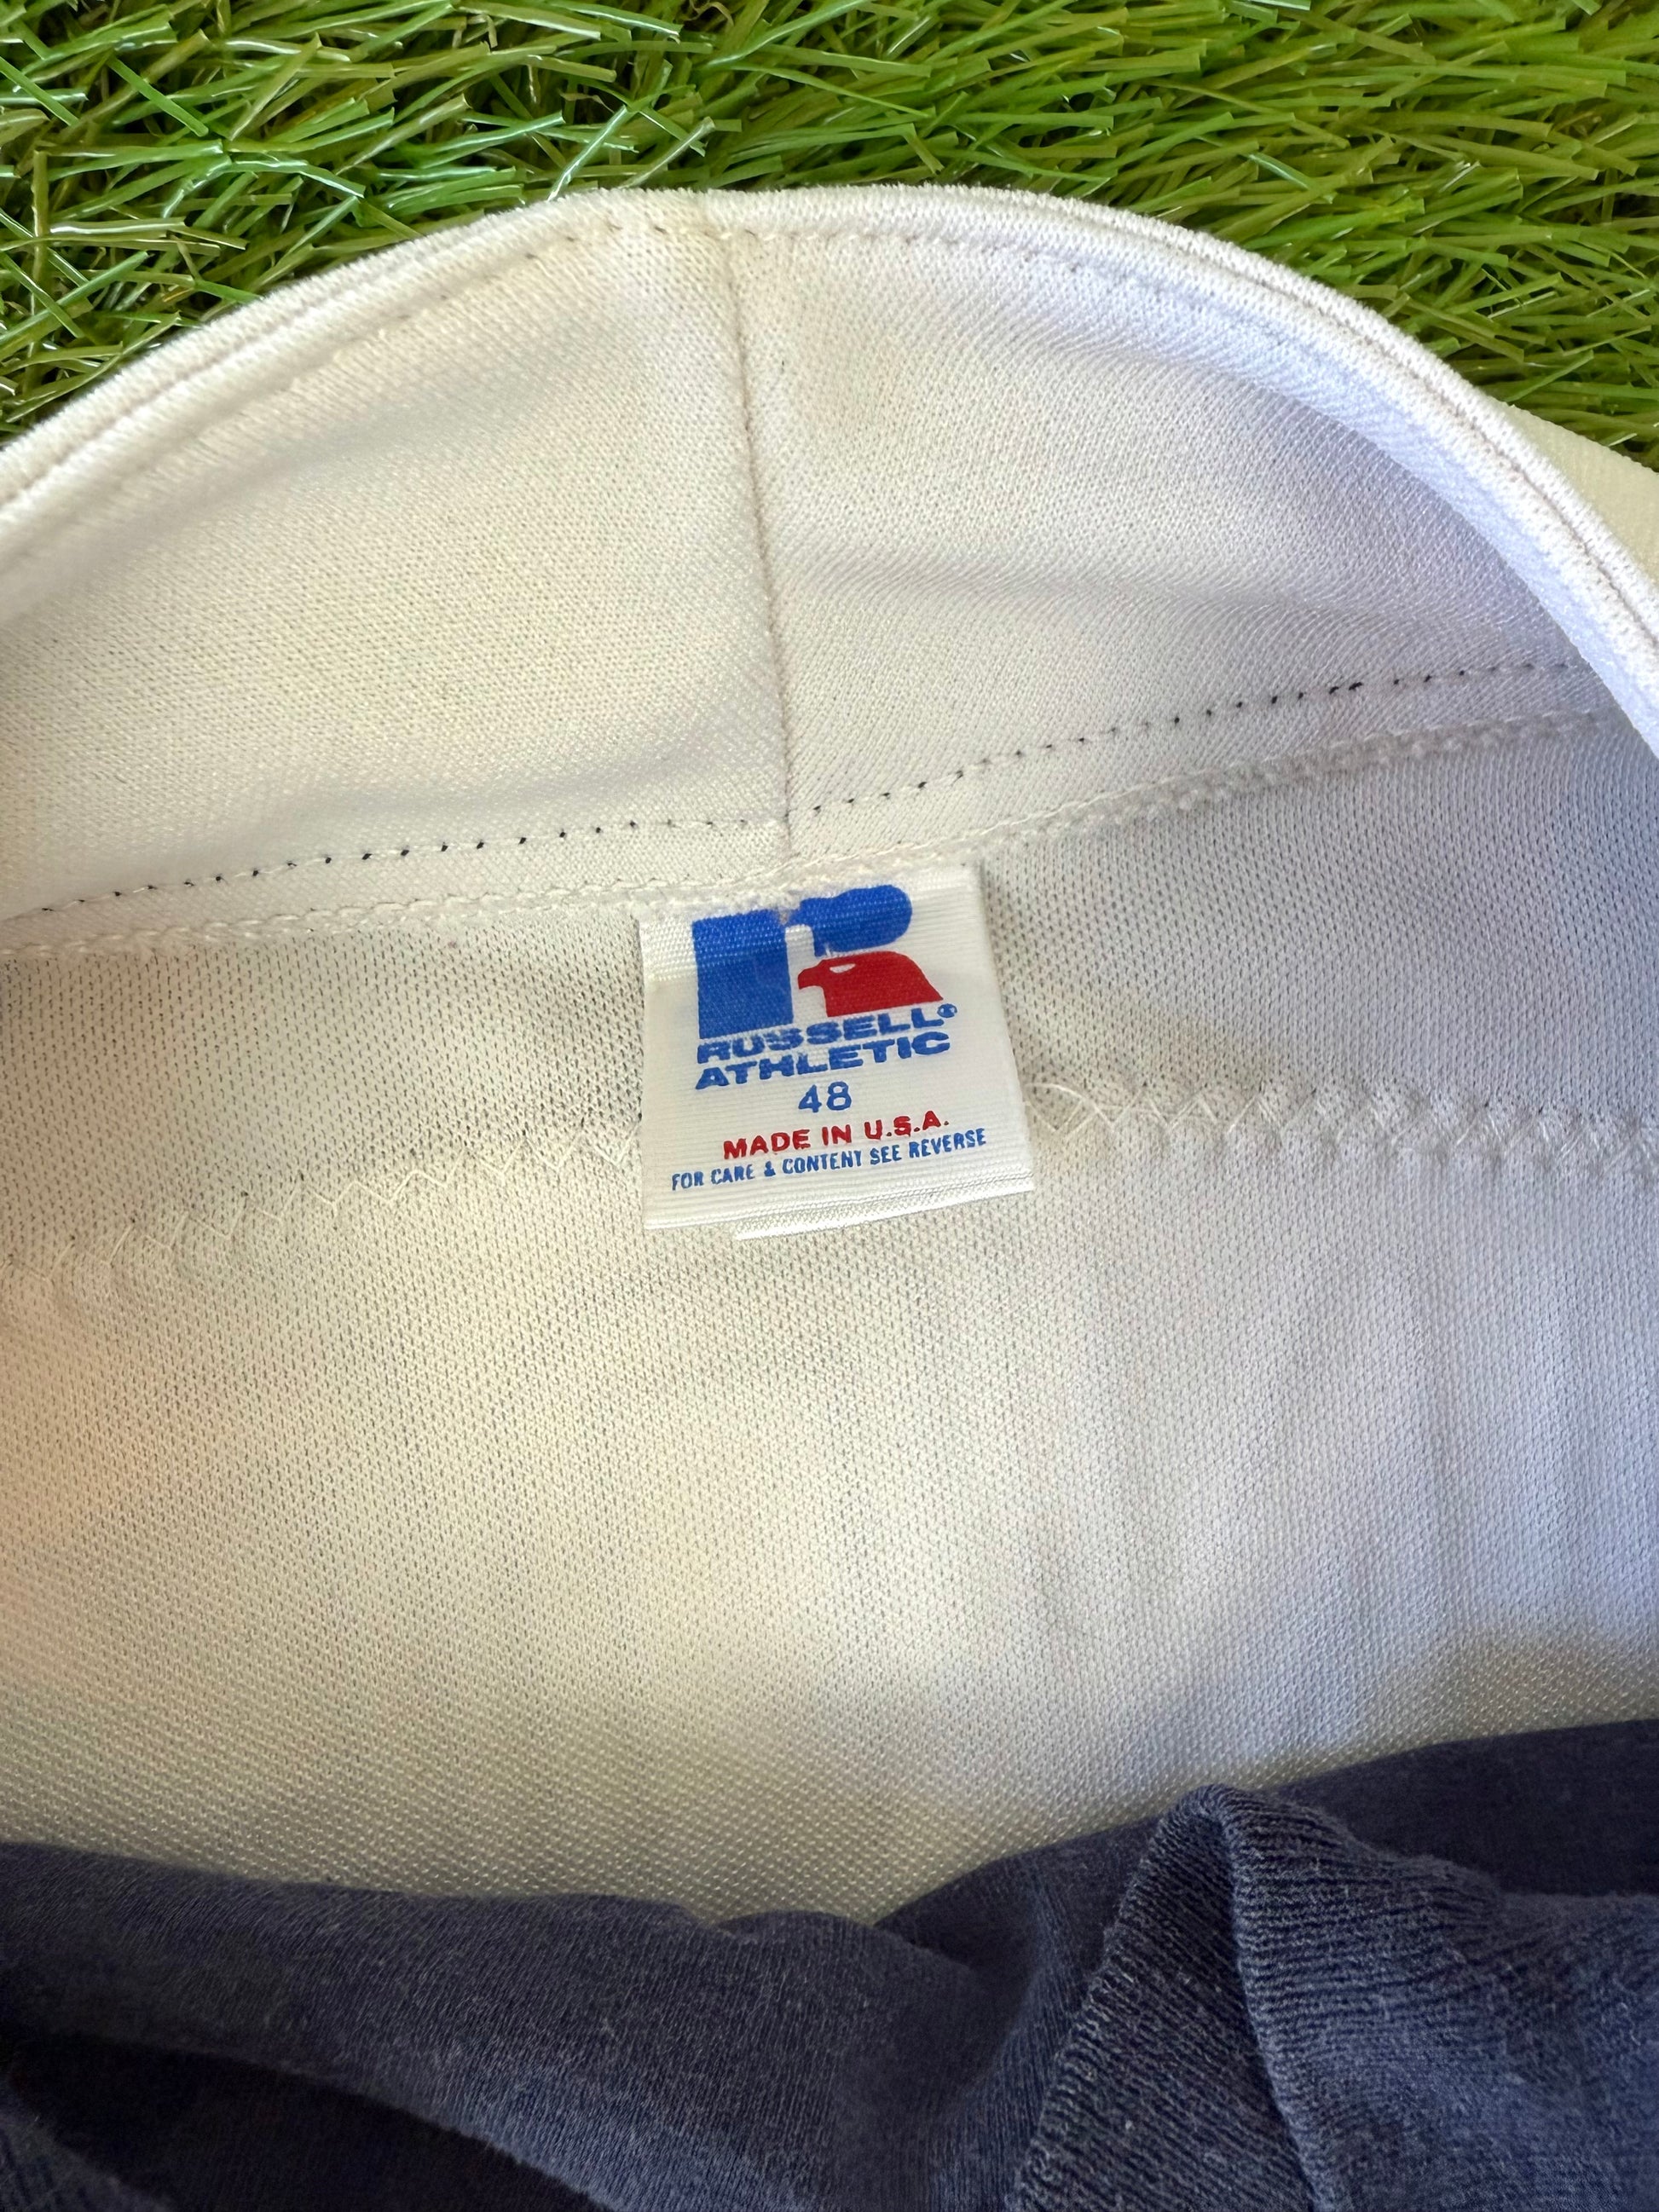 RUSSELL®
ATHLETIC
48
MADE IN U.S.A.
FOR CARE & CONTENT SEE REVERSE